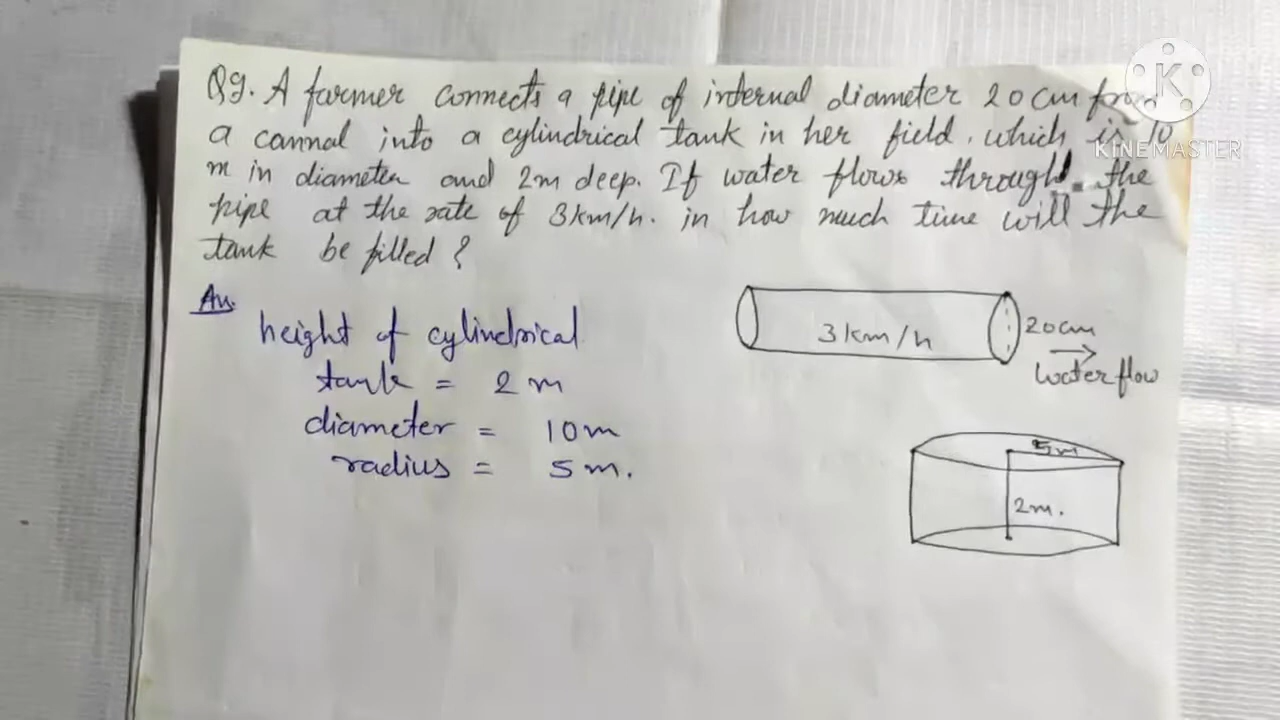 Q9. A farmer connects a pipe of internal diameter 20 cm from
a cannal into a cylindrical tank in her field. which is 10
m in diameter and 2m deep. If water flows through the
pipe at the rate of 3km/h. in how much time will the
tank be filled?
An.
height of cylindrical
tank = 2 m
diameter = 10m
radius = 5 m.
3km/h
20cm
water flow
5m
2m.
K
KINEMASTER